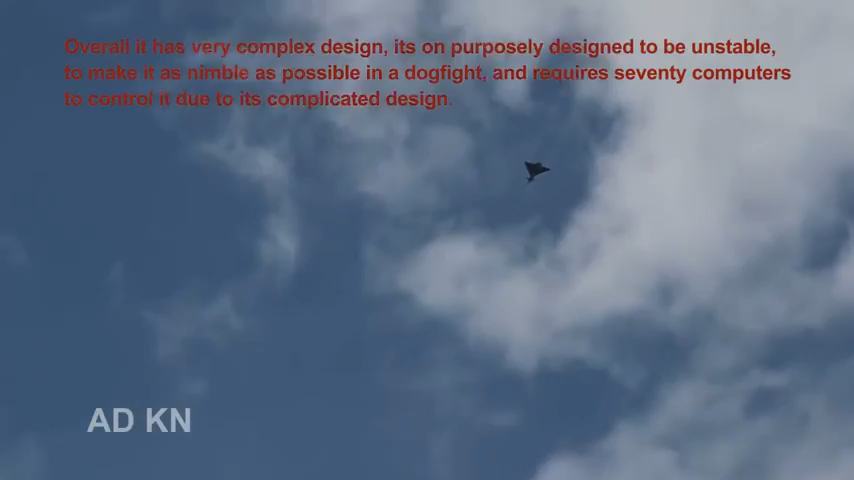 Overall it has very complex design, its on purposely designed to be unstable,
to make it as nimble as possible in a dogfight, and requires seventy computers
to control it due to its complicated design.
AD KN